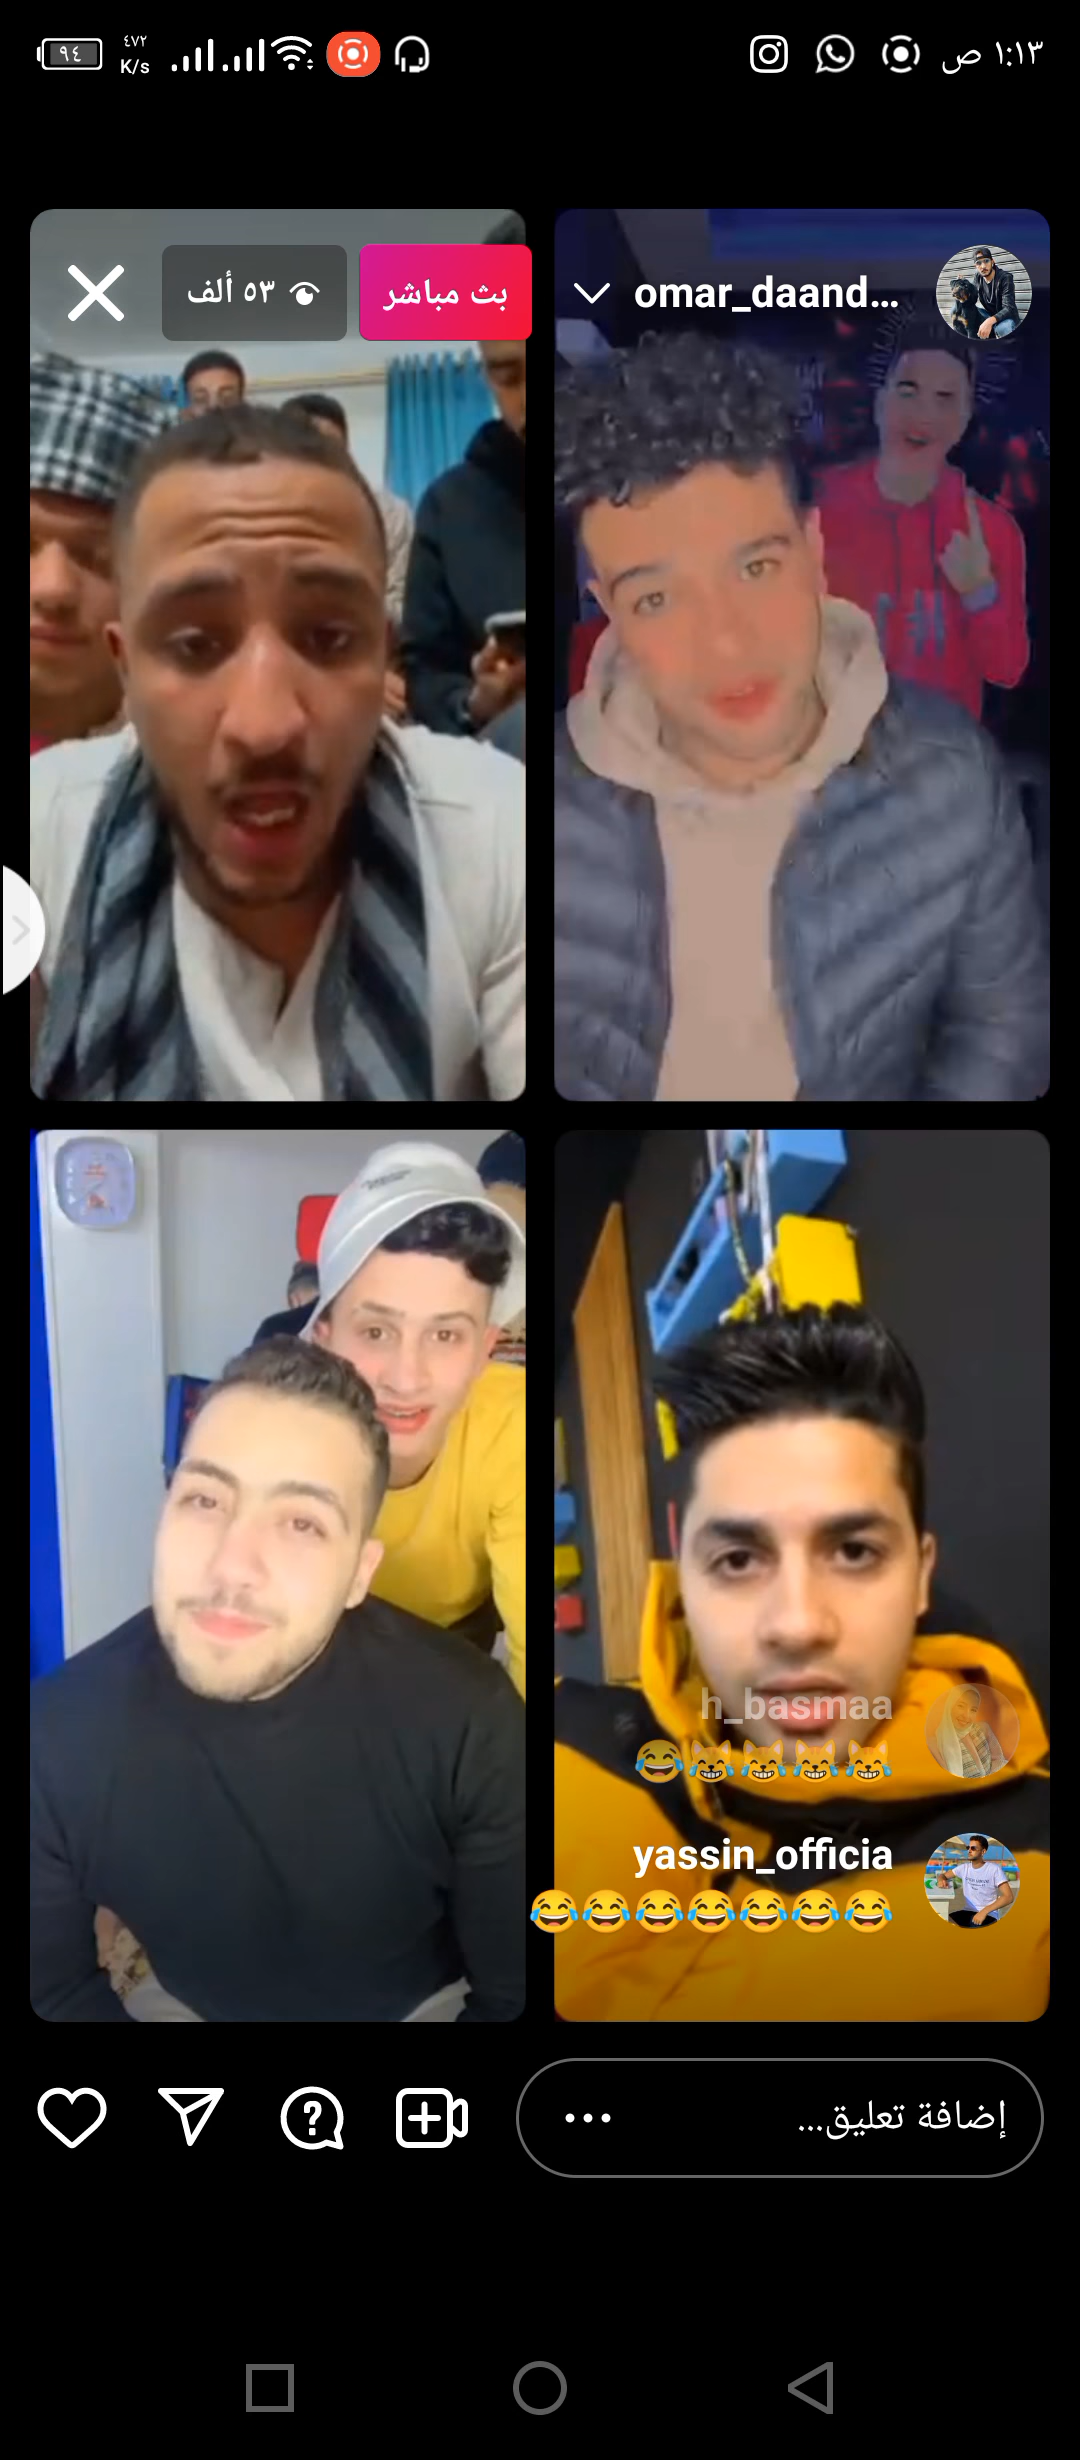 ١:١٣ ص
٤٧٢
K/s
٩٤
omar_daand...
بث مباشر
٥٣ ألف
h_basmaa
😂😹😹😹😹
yassin_officia
😂😂😂😂😂😂😂
إضافة تعليق...